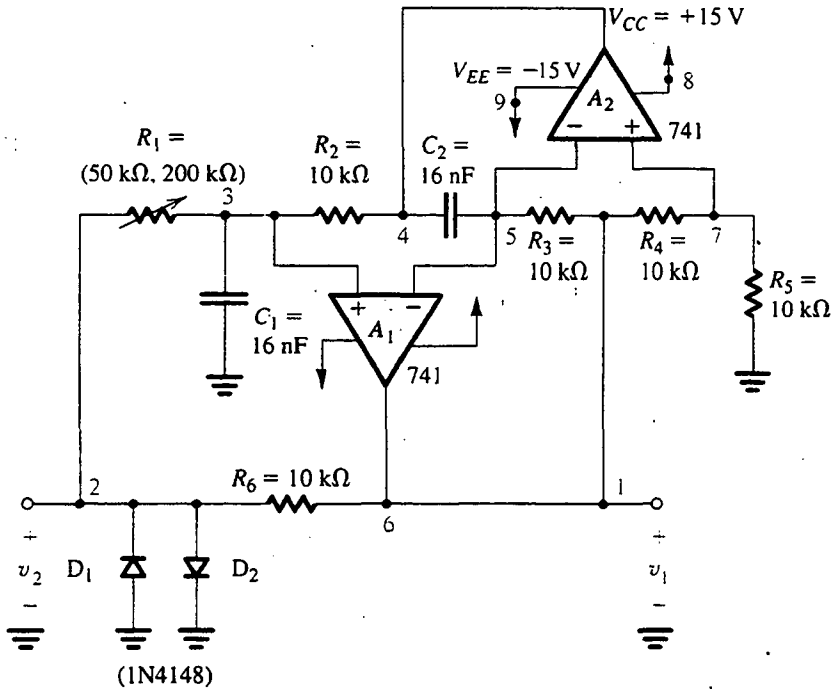 V_CC = +15 V
V_EE = −15 V
9
8
A_2
741
− +
R_1 =
(50 kΩ, 200 kΩ)
3
R_2 =
10 kΩ
C_2 =
16 nF
4
5
R_3 =
10 kΩ
R_4 =
10 kΩ
7
R_5 =
10 kΩ
C_1 =
16 nF
+ −
A_1
741
2
R_6 = 10 kΩ
6
1
+
v_2
−
D_1
D_2
+
v_1
−
(1N4148)